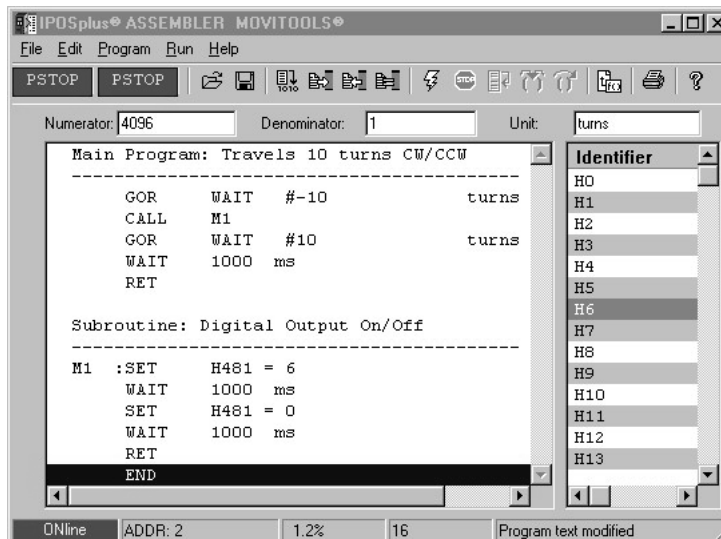 IPOSplus® ASSEMBLER MOVITOOLS®
File Edit Program Run Help
PSTOP PSTOP
Numerator: 4096 Denominator: 1 Unit: turns
Main Program: Travels 10 turns CW/CCW
------------------------------------------------
GOR WAIT #-10 turns
CALL M1
GOR WAIT #10 turns
WAIT 1000 ms
RET
Subroutine: Digital Output On/Off
------------------------------------------------
M1 :SET H481 = 6
WAIT 1000 ms
SET H481 = 0
WAIT 1000 ms
RET
END
Identifier
H0
H1
H2
H3
H4
H5
H6
H7
H8
H9
H10
H11
H12
H13
ONline ADDR: 2 1.2% 16 Program text modified